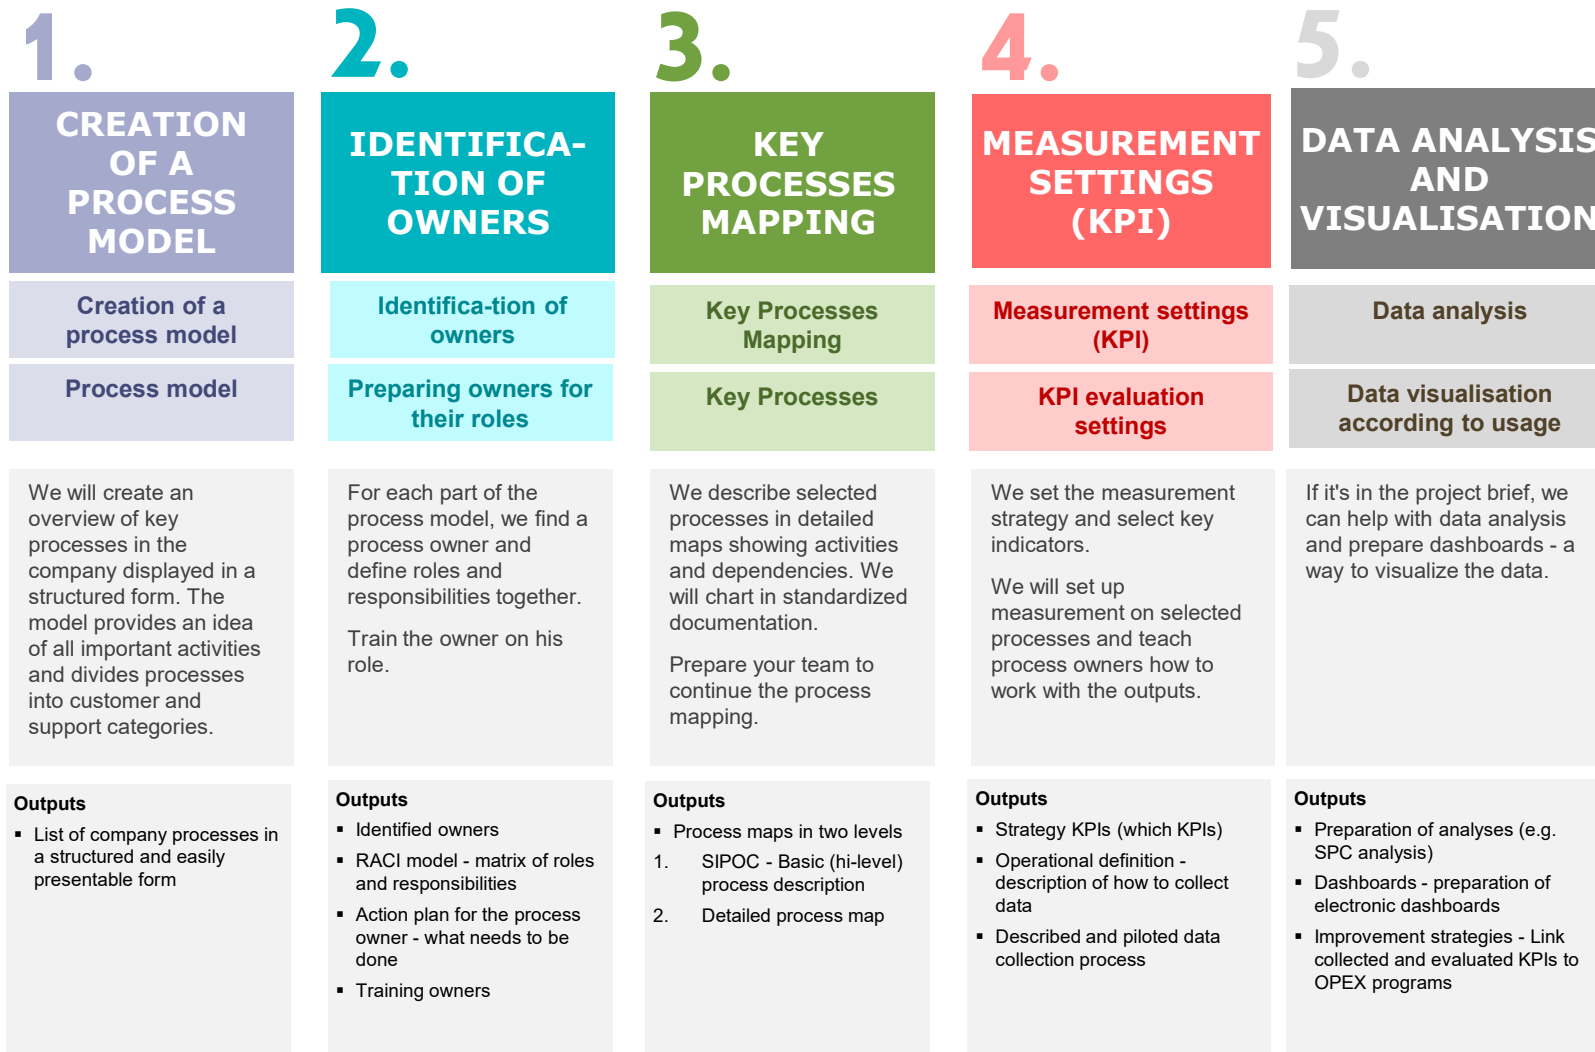 1.
CREATION
OF A
PROCESS
MODEL
Creation of a
process model
Process model
We will create an
overview of key
processes in the
company displayed in a
structured form. The
model provides an idea
of all important activities
and divides processes
into customer and
support categories.
Outputs
▪ List of company processes in
a structured and easily
presentable form
2.
IDENTIFICA-
TION OF
OWNERS
Identifica-tion of
owners
Preparing owners for
their roles
For each part of the
process model, we find a
process owner and
define roles and
responsibilities together.
Train the owner on his
role.
Outputs
▪ Identified owners
▪ RACI model - matrix of roles
and responsibilities
▪ Action plan for the process
owner - what needs to be
done
▪ Training owners
3.
KEY
PROCESSES
MAPPING
Key Processes
Mapping
Key Processes
We describe selected
processes in detailed
maps showing activities
and dependencies. We
will chart in standardized
documentation.
Prepare your team to
continue the process
mapping.
Outputs
▪ Process maps in two levels
1. SIPOC - Basic (hi-level)
process description
2. Detailed process map
4.
MEASUREMENT
SETTINGS
(KPI)
Measurement settings
(KPI)
KPI evaluation
settings
We set the measurement
strategy and select key
indicators.
We will set up
measurement on selected
processes and teach
process owners how to
work with the outputs.
Outputs
▪ Strategy KPIs (which KPIs)
▪ Operational definition -
description of how to collect
data
▪ Described and piloted data
collection process
5.
DATA ANALYSIS
AND
VISUALISATION
Data analysis
Data visualisation
according to usage
If it's in the project brief, we
can help with data analysis
and prepare dashboards - a
way to visualize the data.
Outputs
▪ Preparation of analyses (e.g.
SPC analysis)
▪ Dashboards - preparation of
electronic dashboards
▪ Improvement strategies - Link
collected and evaluated KPIs to
OPEX programs